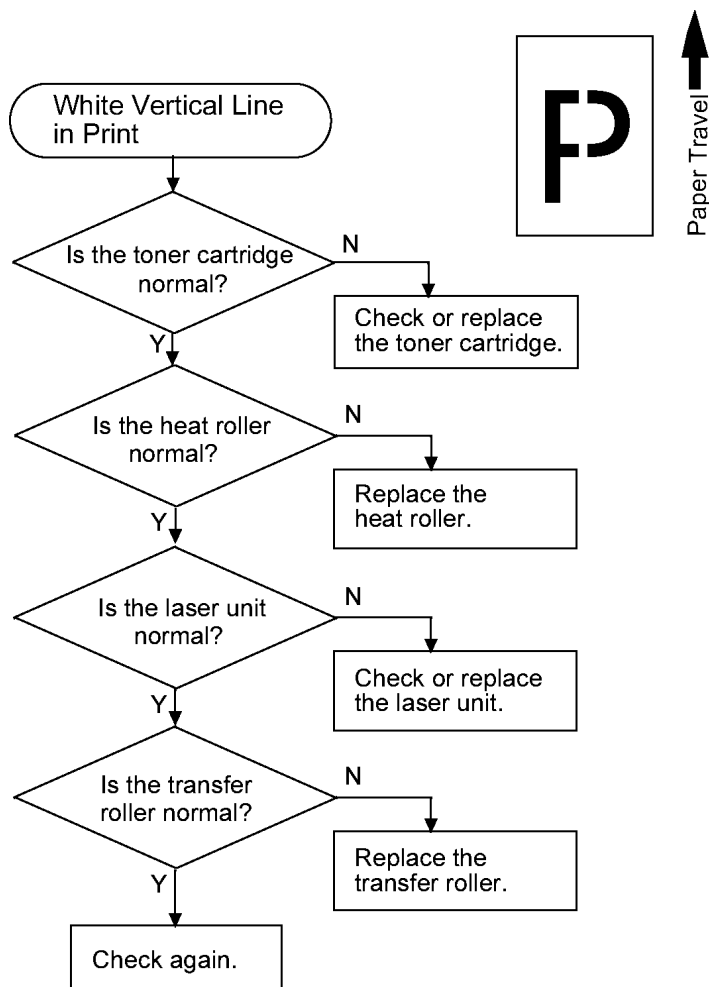 White Vertical Line
in Print
P
Paper Travel
Is the toner cartridge
normal?
N
Check or replace
the toner cartridge.
Y
Is the heat roller
normal?
N
Replace the
heat roller.
Y
Is the laser unit
normal?
N
Check or replace
the laser unit.
Y
Is the transfer
roller normal?
N
Replace the
transfer roller.
Y
Check again.